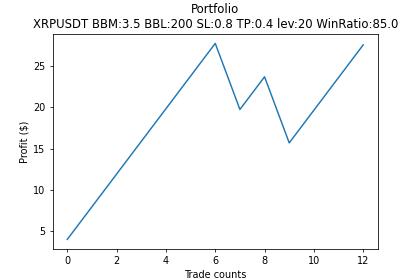 Portfolio
XRPUSDT BBM:3.5 BBL:200 SL:0.8 TP:0.4 lev:20 WinRatio:85.0
Profit ($)
25
20
15
10
5
0 2 4 6 8 10 12
Trade counts